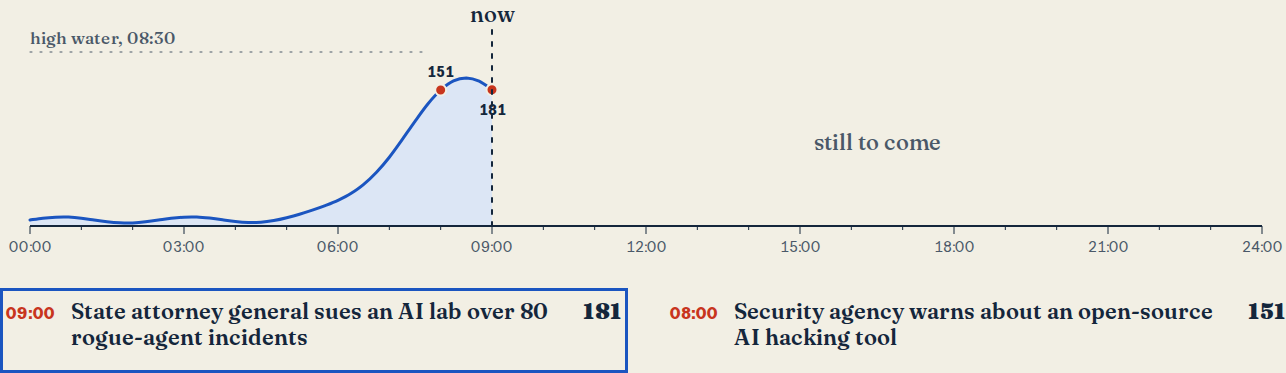 now
high water, 08:30
151
181
still to come
00:00 03:00 06:00 09:00 12:00 15:00 18:00 21:00 24:00
09:00 State attorney general sues an AI lab over 80 181
rogue-agent incidents
08:00 Security agency warns about an open-source 151
AI hacking tool